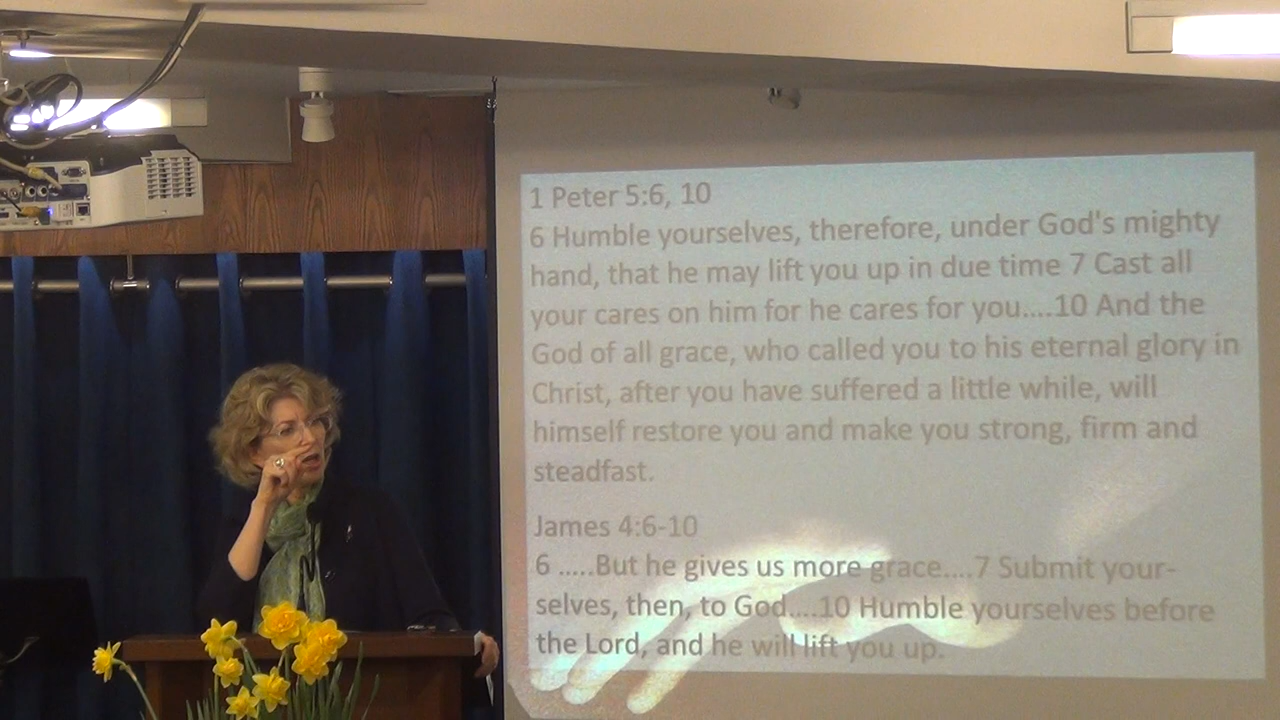 1 Peter 5:6, 10
6 Humble yourselves, therefore, under God's mighty
hand, that he may lift you up in due time 7 Cast all
your cares on him for he cares for you....10 And the
God of all grace, who called you to his eternal glory in
Christ, after you have suffered a little while, will
himself restore you and make you strong, firm and
steadfast.
James 4:6-10
6 .....But he gives us more grace....7 Submit your-
selves, then, to God....10 Humble yourselves before
the Lord, and he will lift you up.